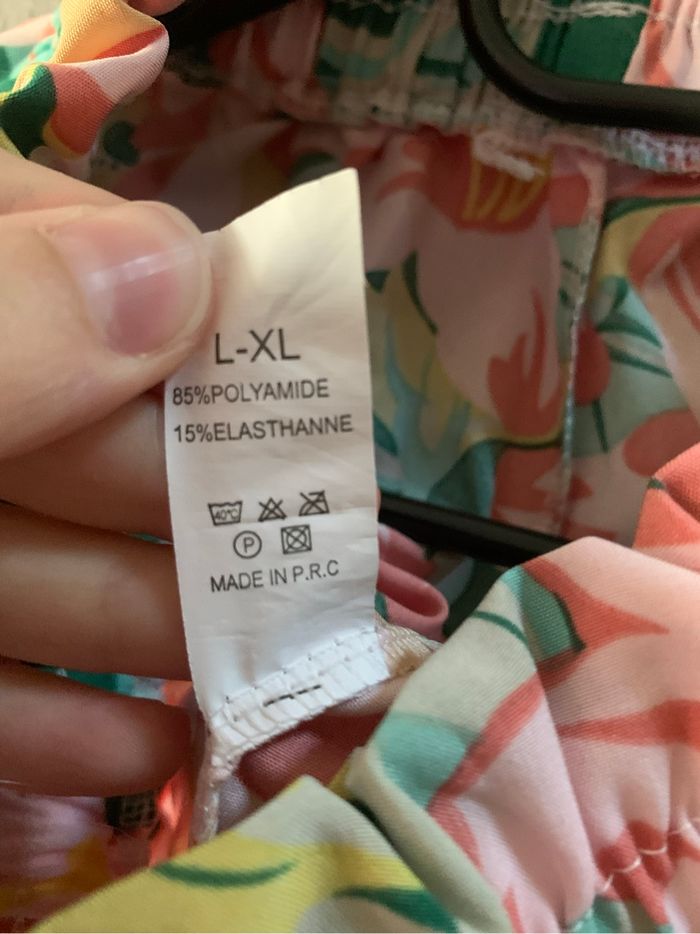 L-XL
85%POLYAMIDE
15%ELASTHANNE
40°C
P
MADE IN P.R.C